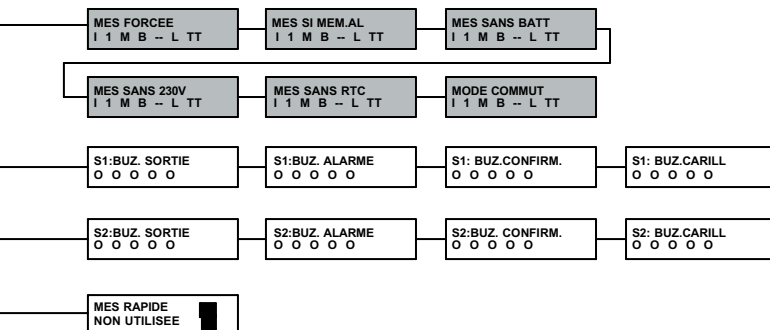 MES FORCEE
I 1 M B -- L TT
MES SI MEM.AL
I 1 M B -- L TT
MES SANS BATT
I 1 M B -- L TT
MES SANS 230V
I 1 M B -- L TT
MES SANS RTC
I 1 M B -- L TT
MODE COMMUT
I 1 M B -- L TT
S1:BUZ. SORTIE
O O O O O
S1:BUZ. ALARME
O O O O O
S1: BUZ.CONFIRM.
O O O O O
S1: BUZ.CARILL
O O O O O
S2:BUZ. SORTIE
O O O O O
S2:BUZ. ALARME
O O O O O
S2:BUZ. CONFIRM.
O O O O O
S2: BUZ.CARILL
O O O O O
MES RAPIDE
NON UTILISEE